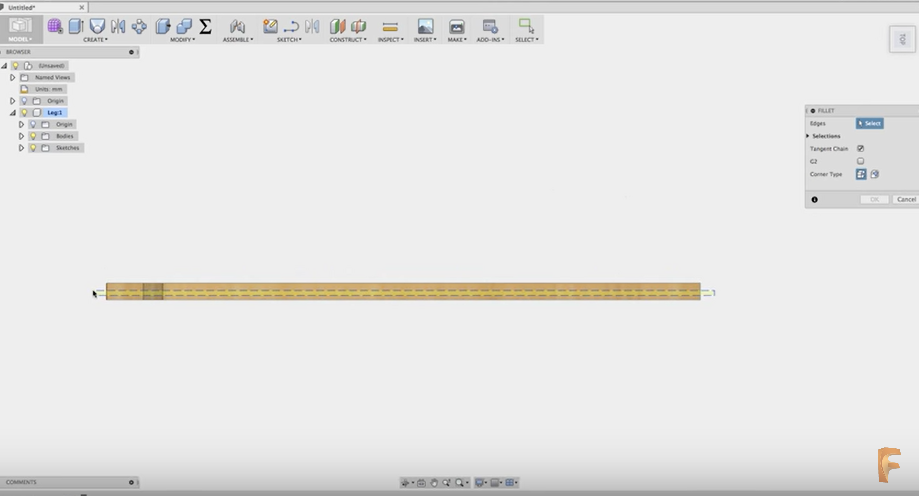 Untitled*
MODEL
CREATE
MODIFY
ASSEMBLE
SKETCH
CONSTRUCT
INSPECT
INSERT
MAKE
ADD-INS
SELECT
TOP
BROWSER
(Unsaved)
Named Views
Units: mm
Origin
Leg:1
Origin
Bodies
Sketches
FILLET
Edges Select
Selections
Tangent Chain
G2
Corner Type
OK Cancel
COMMENTS